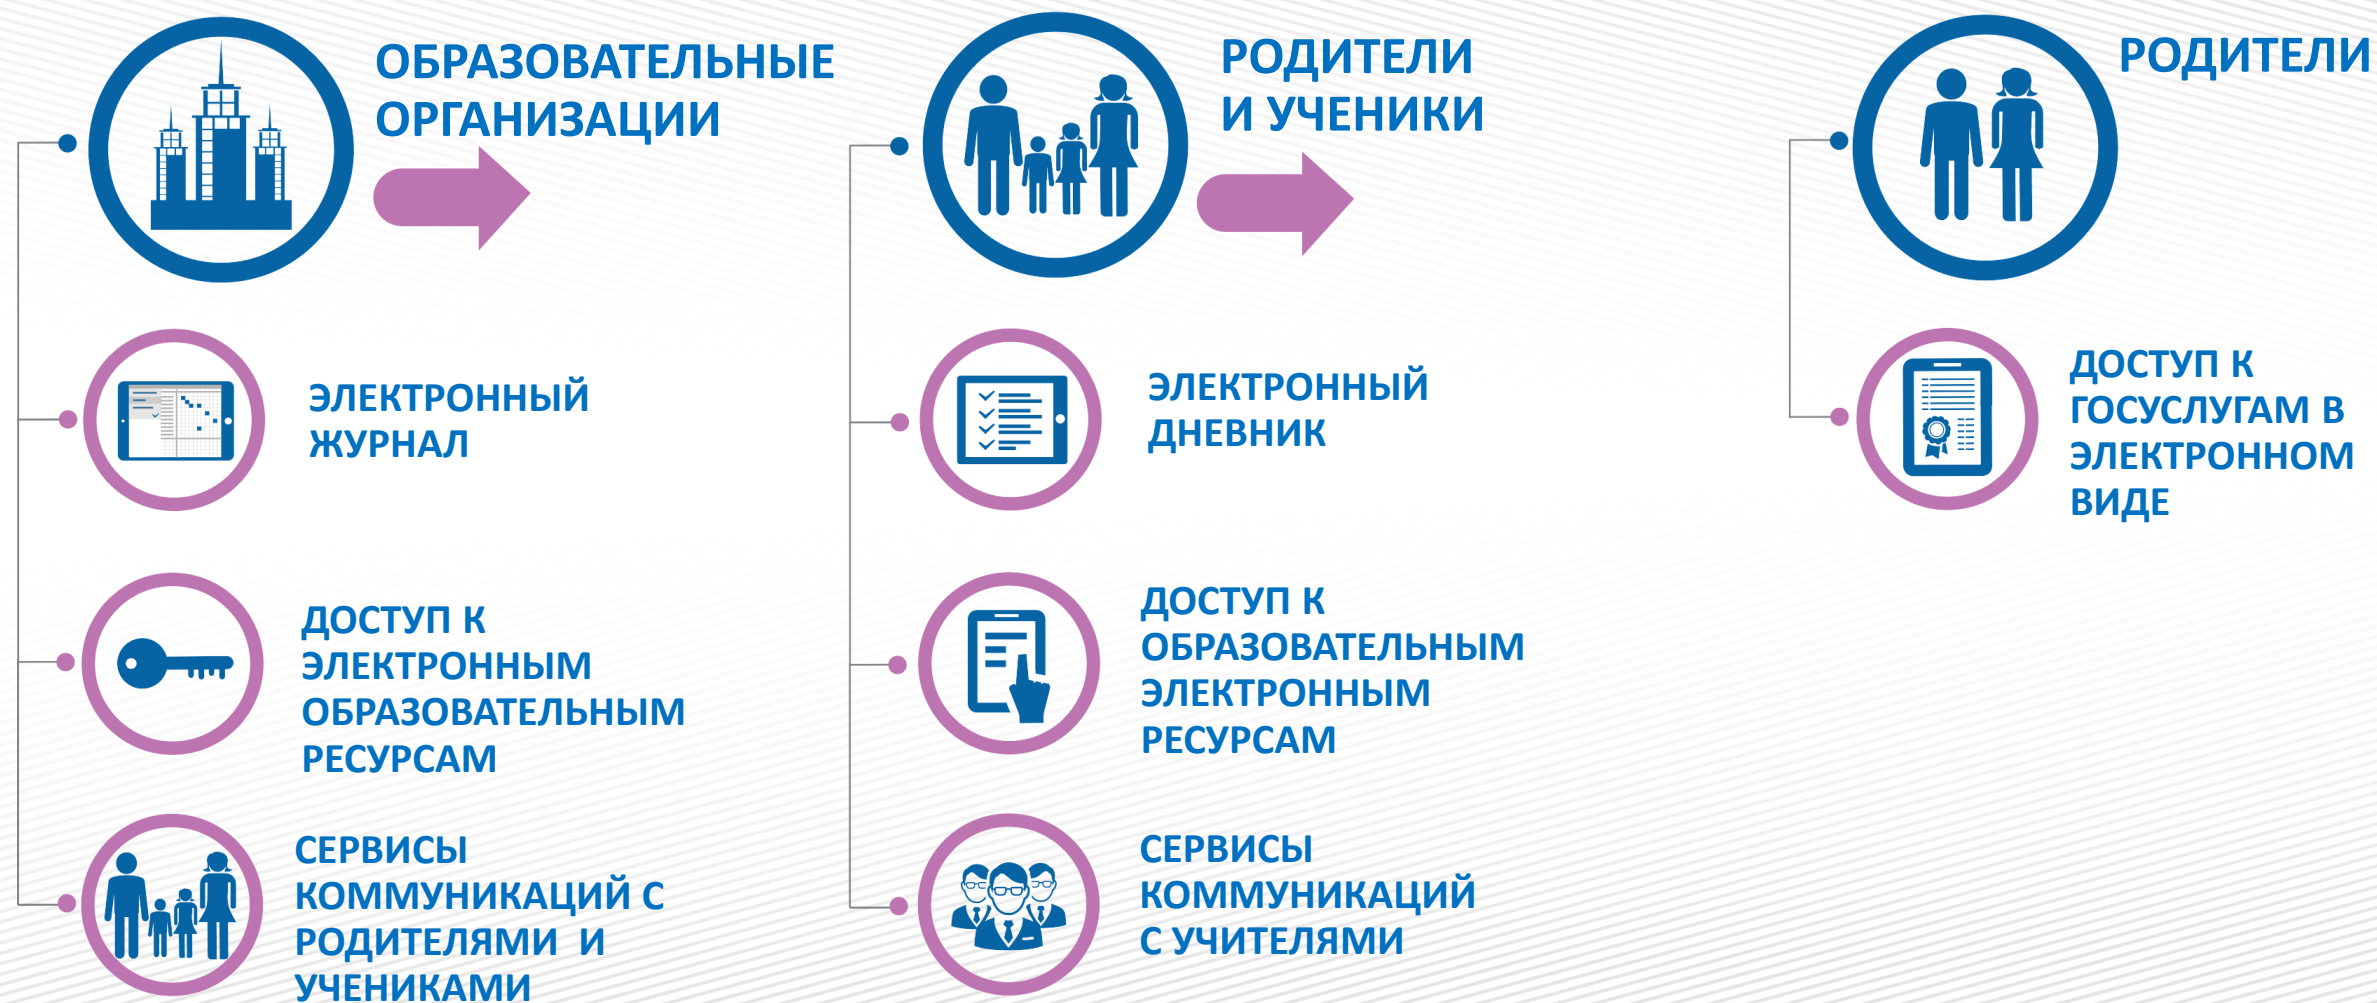 ОБРАЗОВАТЕЛЬНЫЕ
ОРГАНИЗАЦИИ
ЭЛЕКТРОННЫЙ
ЖУРНАЛ
ДОСТУП К
ЭЛЕКТРОННЫМ
ОБРАЗОВАТЕЛЬНЫМ
РЕСУРСАМ
СЕРВИСЫ
КОММУНИКАЦИЙ С
РОДИТЕЛЯМИ И
УЧЕНИКАМИ
РОДИТЕЛИ
И УЧЕНИКИ
ЭЛЕКТРОННЫЙ
ДНЕВНИК
ДОСТУП К
ОБРАЗОВАТЕЛЬНЫМ
ЭЛЕКТРОННЫМ
РЕСУРСАМ
СЕРВИСЫ
КОММУНИКАЦИЙ
С УЧИТЕЛЯМИ
РОДИТЕЛИ
ДОСТУП К
ГОСУСЛУГАМ В
ЭЛЕКТРОННОМ
ВИДЕ